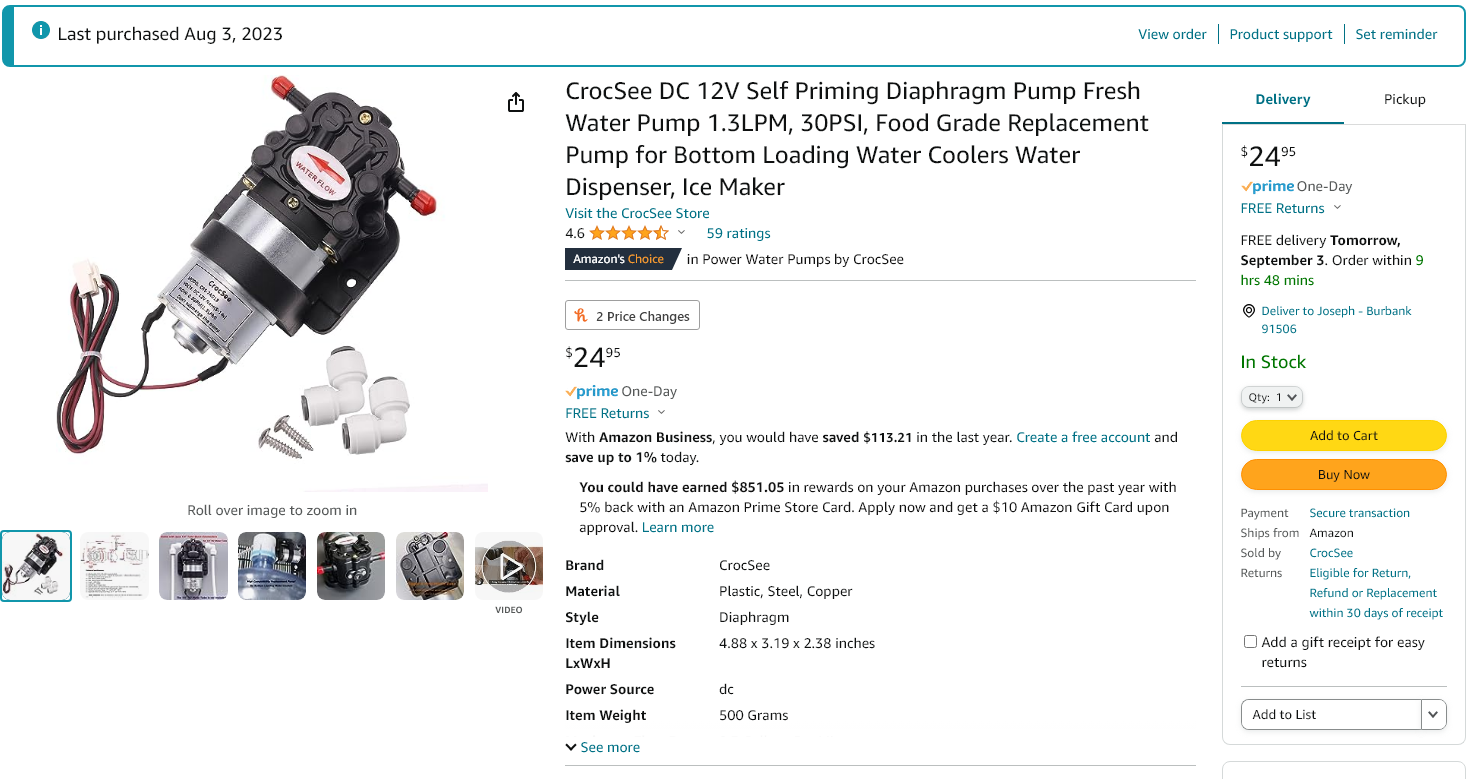 Last purchased Aug 3, 2023
View order
Product support
Set reminder
WATER FLOW
CrocSee
Roll over image to zoom in
VIDEO
CrocSee DC 12V Self Priming Diaphragm Pump Fresh
Water Pump 1.3LPM, 30PSI, Food Grade Replacement
Pump for Bottom Loading Water Coolers Water
Dispenser, Ice Maker
Visit the CrocSee Store
4.6
59 ratings
Amazon's Choice in Power Water Pumps by CrocSee
2 Price Changes
$24 95
prime One-Day
FREE Returns
With Amazon Business, you would have saved $113.21 in the last year. Create a free account and
save up to 1% today.
You could have earned $851.05 in rewards on your Amazon purchases over the past year with
5% back with an Amazon Prime Store Card. Apply now and get a $10 Amazon Gift Card upon
approval. Learn more
Brand CrocSee
Material Plastic, Steel, Copper
Style Diaphragm
Item Dimensions 4.88 x 3.19 x 2.38 inches
LxWxH
Power Source dc
Item Weight 500 Grams
See more
Delivery
Pickup
$24 95
prime One-Day
FREE Returns
FREE delivery Tomorrow,
September 3. Order within 9
hrs 48 mins
Deliver to Joseph - Burbank
91506
In Stock
Qty: 1
Add to Cart
Buy Now
Payment Secure transaction
Ships from Amazon
Sold by CrocSee
Returns Eligible for Return,
Refund or Replacement
within 30 days of receipt
Add a gift receipt for easy
returns
Add to List